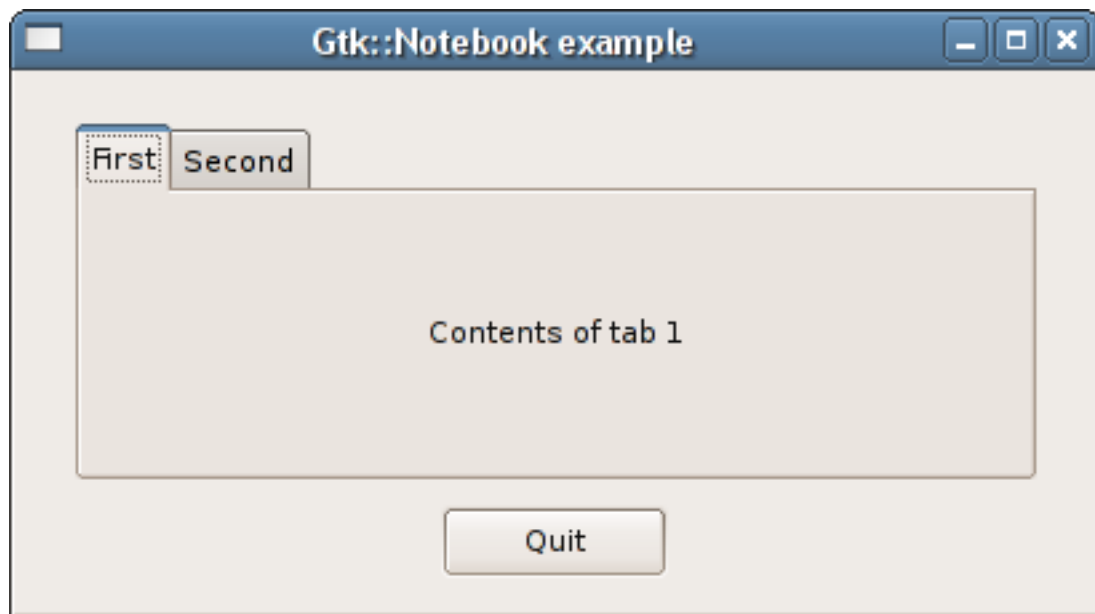 Gtk::Notebook example
First Second
Contents of tab 1
Quit